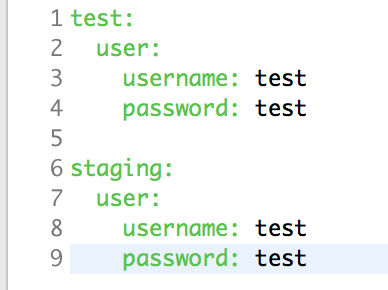 1 test:
2   user:
3     username: test
4     password: test
5
6 staging:
7   user:
8     username: test
9     password: test